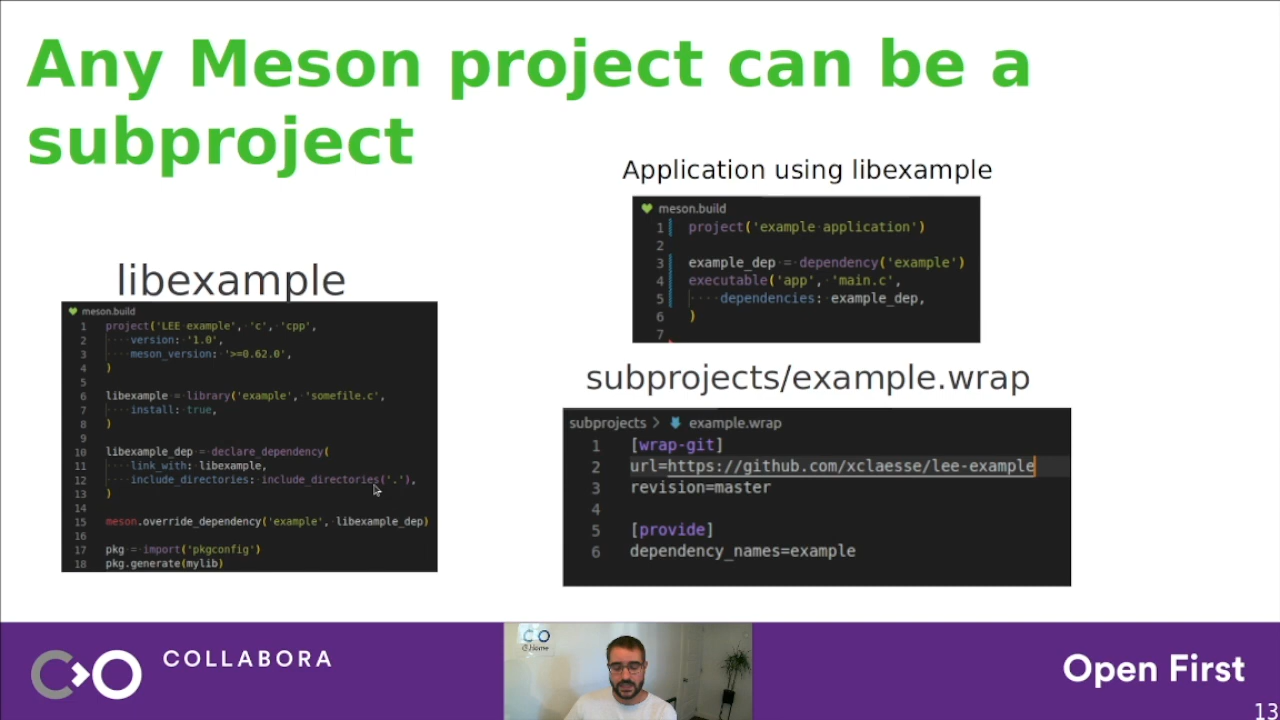 Any Meson project can be a
subproject
libexample
meson.build
1 project('LEE example', 'c', 'cpp',
2 version: '1.0',
3 meson_version: '>=0.62.0',
4 )
5
6 libexample = library('example', 'somefile.c',
7 install: true,
8 )
9
10 libexample_dep = declare_dependency(
11 link_with: libexample,
12 include_directories: include_directories('.'),
13 )
14
15 meson.override_dependency('example', libexample_dep)
16
17 pkg = import('pkgconfig')
18 pkg.generate(mylib)
Application using libexample
meson.build
1 project('example application')
2
3 example_dep = dependency('example')
4 executable('app', 'main.c',
5 dependencies: example_dep,
6 )
7
subprojects/example.wrap
subprojects > example.wrap
1 [wrap-git]
2 url=https://github.com/xclaesse/lee-example
3 revision=master
4
5 [provide]
6 dependency_names=example
COLLABORA
@Home
Open First
13